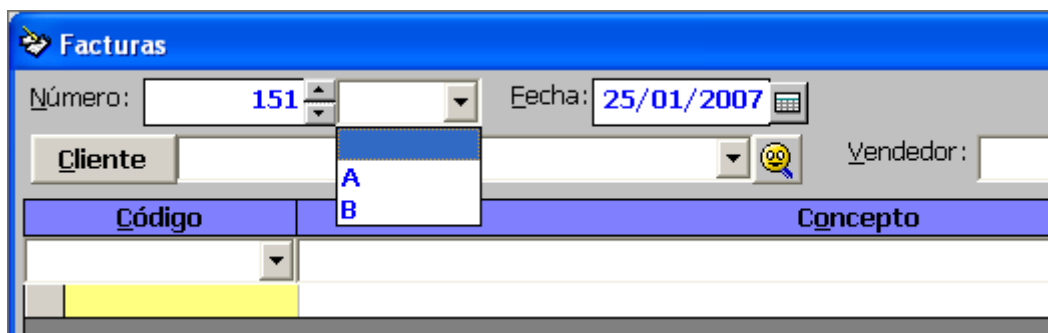 Facturas
Número: 151 Fecha: 25/01/2007
Cliente Vendedor:
A
B
Código Concepto